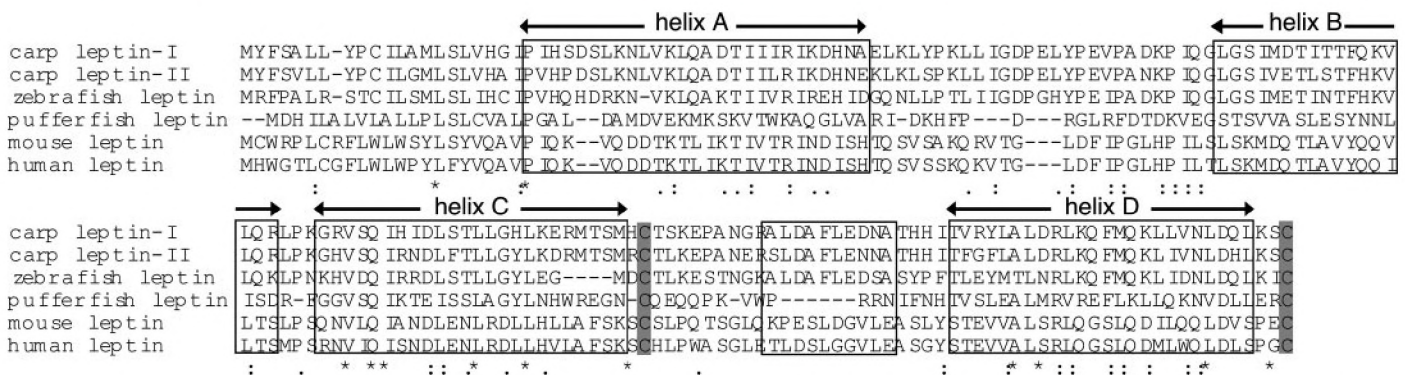 helix A helix B
carp leptin-I MYFSALL-YPCILAMLSLVHGIPIHSDSLKNLVKLQADTIIIRIKDHNAELKLYPKLLIGDPELYPEVPADKPIQGLGSIMDTITTFQKV
carp leptin-II MYFSVLL-YPCILGMLSLVHAIPVHPDSLKNLVKLQADTIILRIKDHNEKLKLSPKLLIGDPELYPEVPANKPIQGLGSIVETLSTFHKV
zebrafish leptin MRFPALR-STCILSMLSLIHCIPVHQHDRKN-VKLQAKTIIVRIREHIDGQNLLPTLIIGDPGHYPEIPADKPIQGLGSIMETINTFHKV
pufferfish leptin --MDHILALVLALLPLSLCVALPGAL--DAMDVEKMKSKVTWKAQGLVARI-DKHFP---D--RGLRFDTDKVEGSTSVVASLESYNNL
mouse leptin MCWRPLCRFLWLWSYLSYVQAVPIQK--VQDDTKTLIKTIVTRINDISHTQSVSAKQRVTG---LDFIPGLHPILSLSKMDQTLAVYQQV
human leptin MHWGTLCGFLWLWPYLFYVQAVPIQK--VQDDTKTLIKTIVTRINDISHTQSVSSKQKVTG---LDFIPGLHPILTLSKMDQTLAVYQQI
: * * .: .. : : .. . : .: :: ::::
helix C helix D
carp leptin-I LQRLPKGRVSQIHIDLSTLLGHLKERMTSMHCTSKEPANGRALDAFLEDNATHHITVRYLALDRLKQFMQKLLVNLDQLKSC
carp leptin-II LQRLPKGHVSQIRNDLFTLLGYLKDRMTSMRCTLKEPANERSLDAFLENNATHHITFGFLALDRLKQFMQKLIVNLDHLKSC
zebrafish leptin LQKLPNKHVDQIRRDLSTLLGYLEG----MDCTLKESTNGKALDAFLEDSASYPFTLEYMTLNRLKQFMQKLIDNLDQLKIC
pufferfish leptin ISDR-FGGVSQIKTEISSLAGYLNHWREGN-CQEQQPK-VWP------RRNIFNHTVSLEALMRVREFLKLLQKNVDLLERC
mouse leptin LTSLPSQNVLQIANDLENLRDLLHLLAFSKSCSLPQTSGLQKPESLDGVLEASLYSTEVVALSRLQGSLQDILQQLDVSPEC
human leptin LTSMPSRNVIQISNDLENLRDLLHVLAFSKSCHLPWASGLETLDSLGGVLEASGYSTEVVALSRLQGSLQDMLWQLDLSPGC
: . * ** :: * . * . . : :* * :: :: : .* *